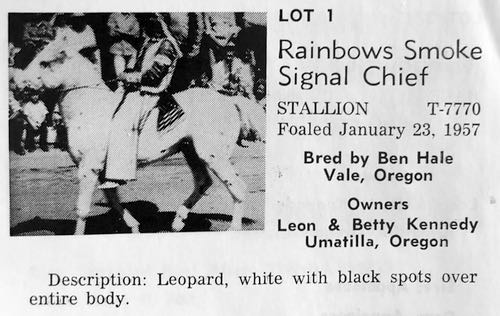 LOT 1
Rainbows Smoke
Signal Chief
STALLION T-7770
Foaled January 23, 1957
Bred by Ben Hale
Vale, Oregon
Owners
Leon & Betty Kennedy
Umatilla, Oregon
Description: Leopard, white with black spots over
entire body.